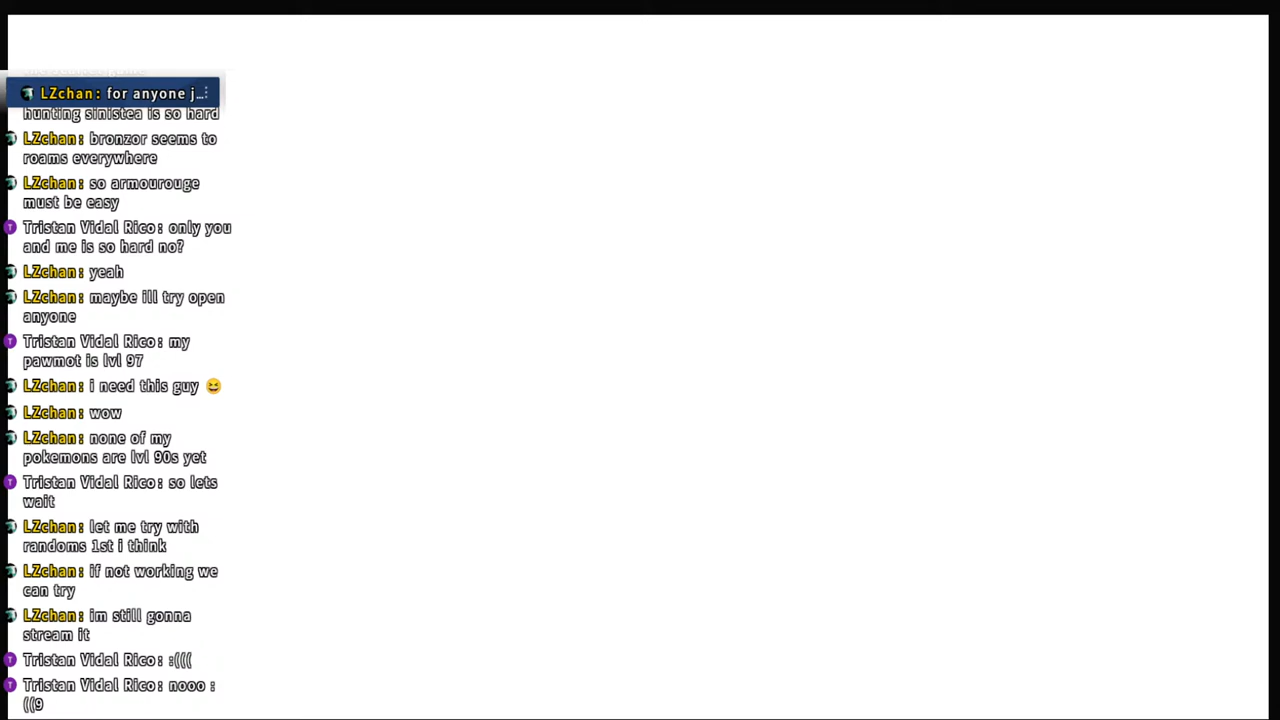 LZchan: for anyone j…
hunting sinistea is so hard
LZchan: bronzor seems to
roams everywhere
LZchan: so armourouge
must be easy
T Tristan Vidal Rico: only you
and me is so hard no?
LZchan: yeah
LZchan: maybe ill try open
anyone
T Tristan Vidal Rico: my
pawmot is lvl 97
LZchan: i need this guy 😆
LZchan: wow
LZchan: none of my
pokemons are lvl 90s yet
T Tristan Vidal Rico: so lets
wait
LZchan: let me try with
randoms 1st i think
LZchan: if not working we
can try
LZchan: im still gonna
stream it
T Tristan Vidal Rico: :(((
T Tristan Vidal Rico: nooo :
((9